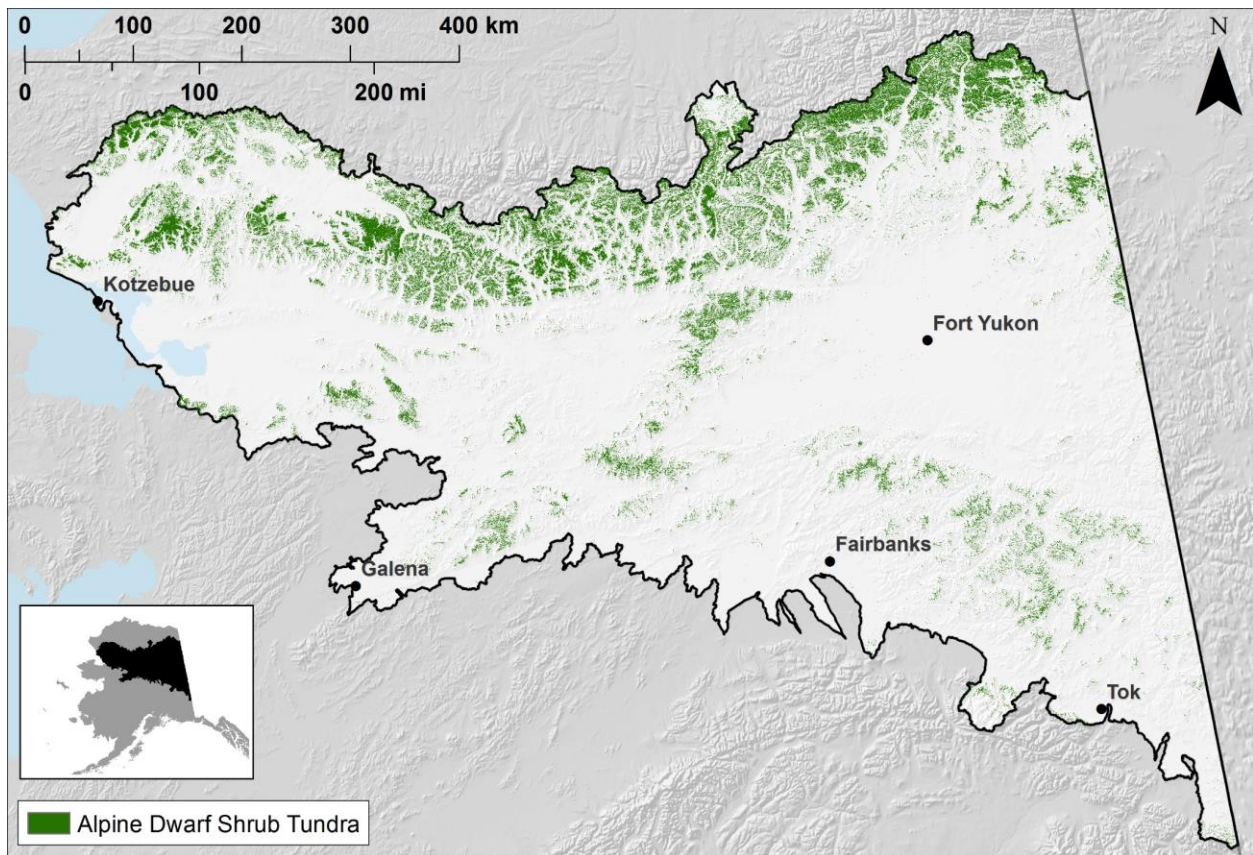 0 100 200 300 400 km
0 100 200 mi
N
Kotzebue
Fort Yukon
Fairbanks
Galena
Tok
Alpine Dwarf Shrub Tundra